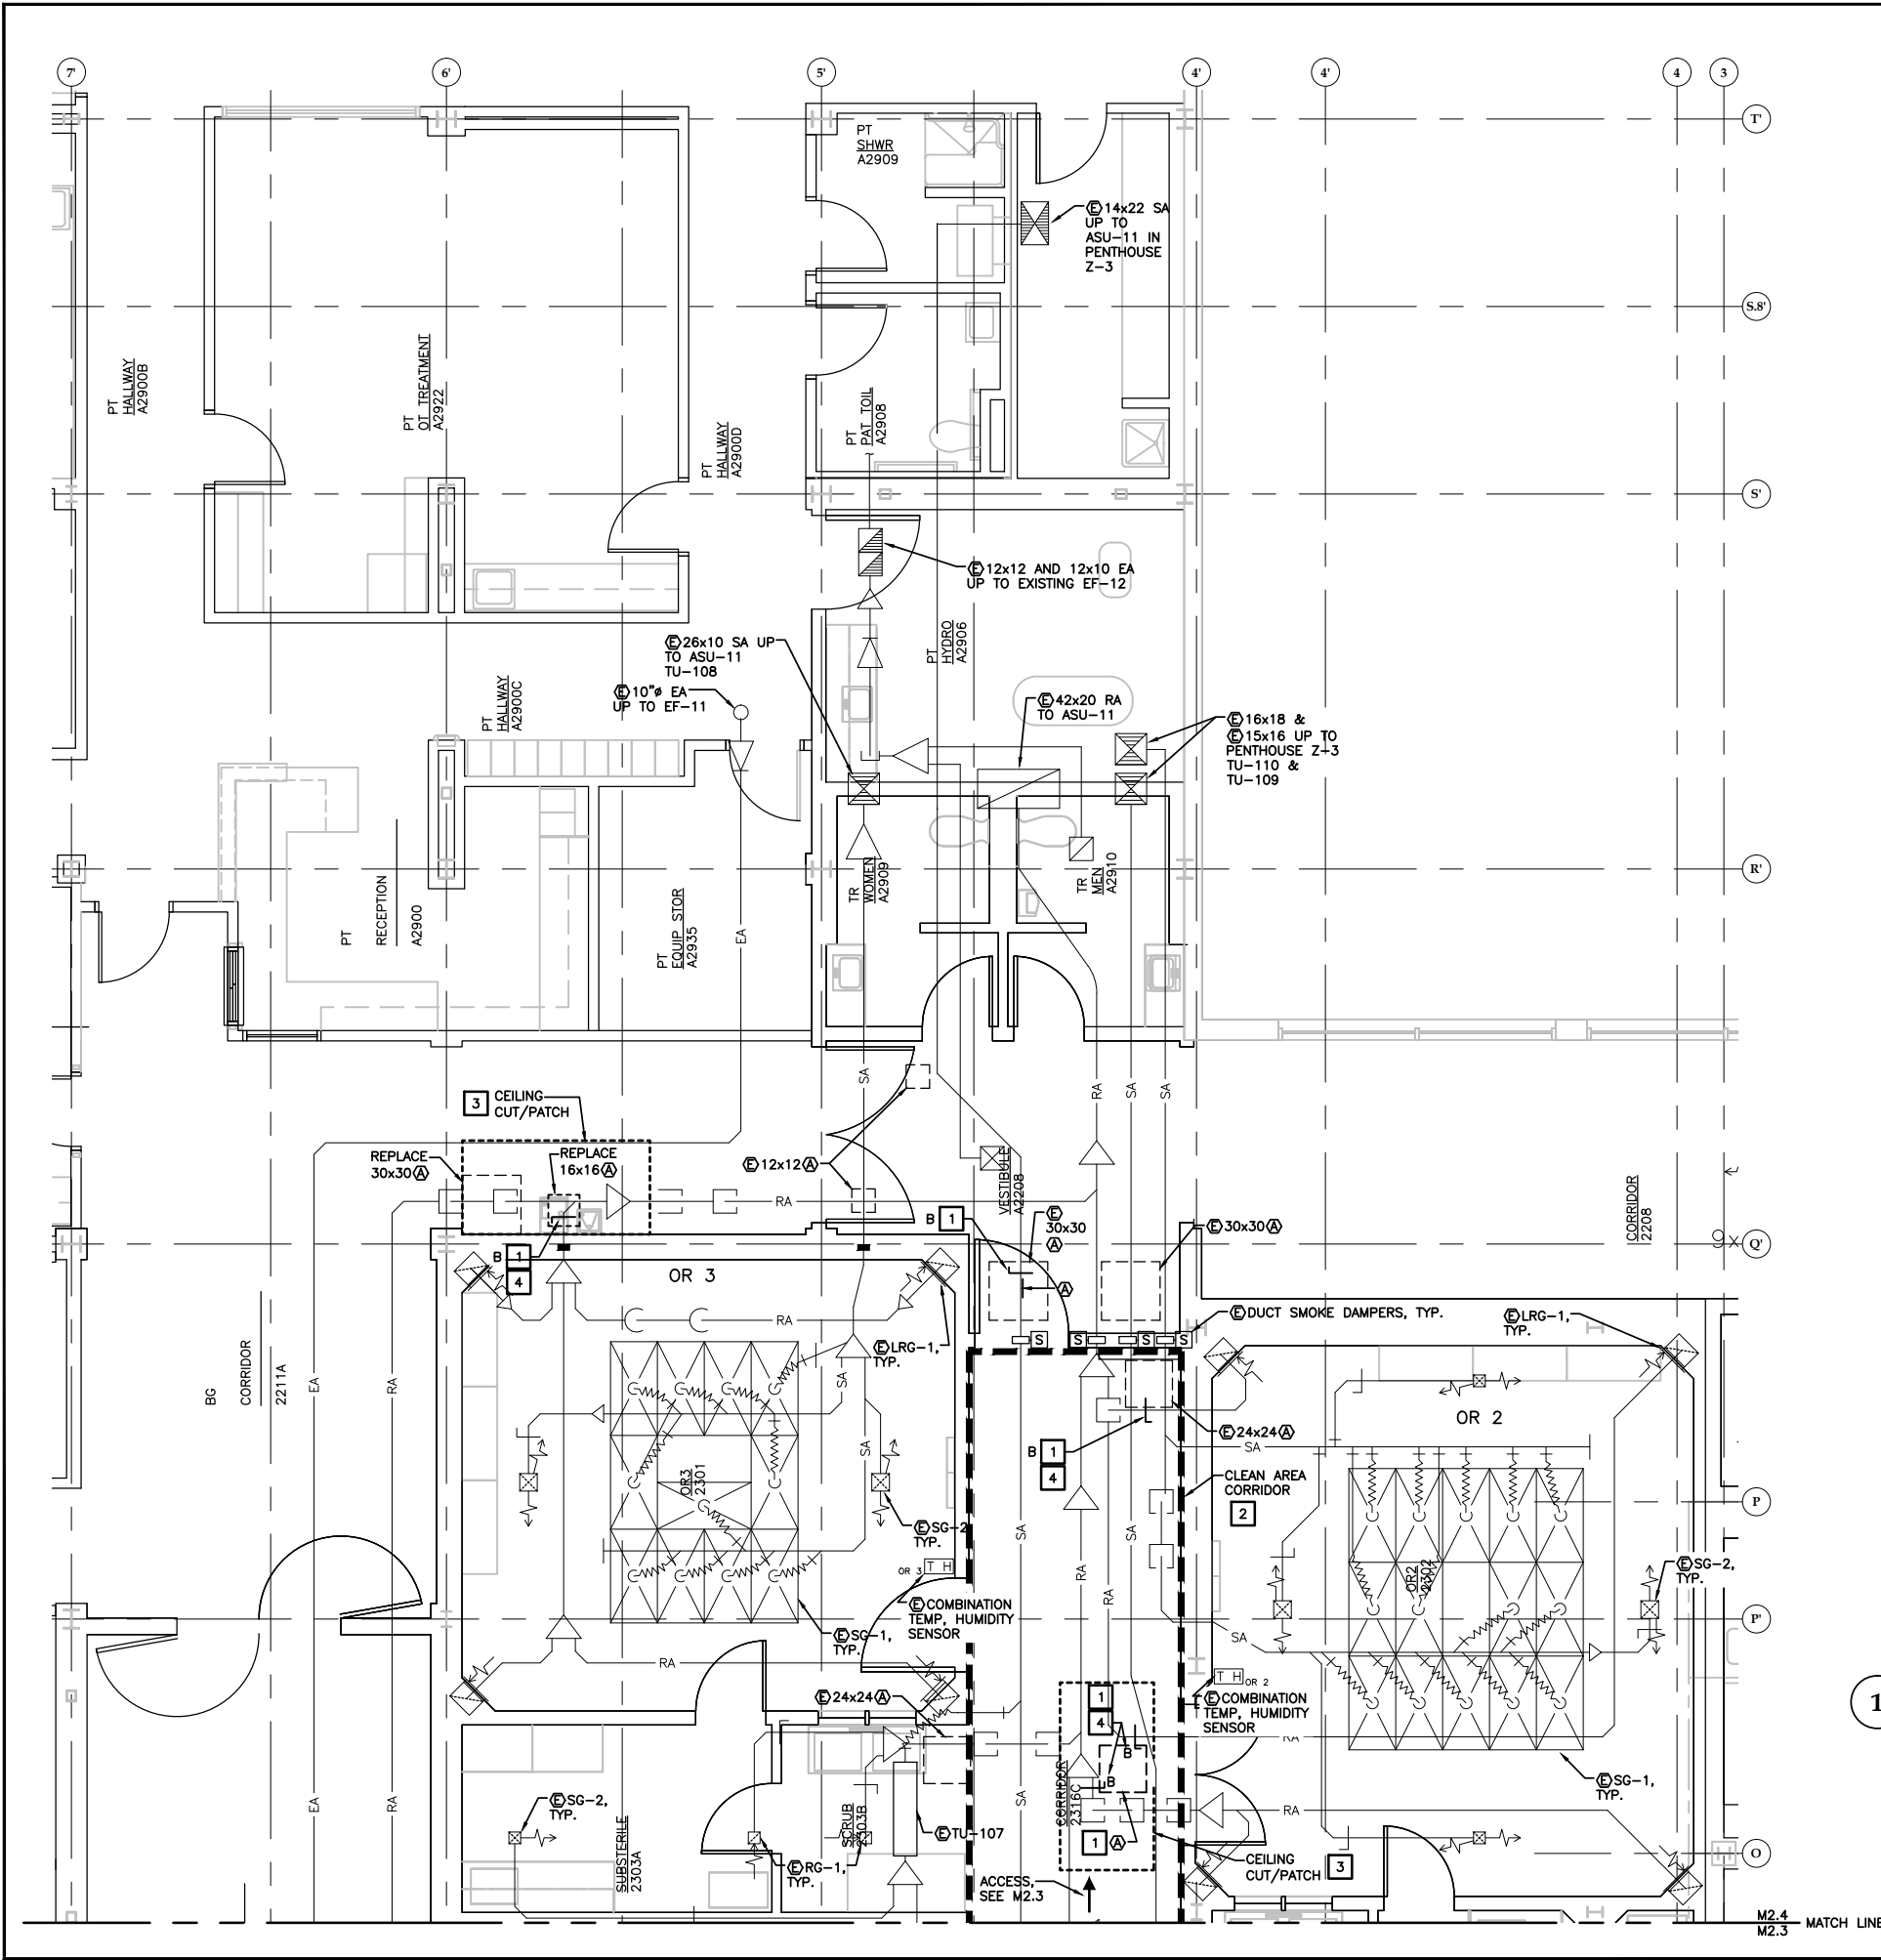 7'
6'
5'
4'
4'
4
3
T'
S.8'
S'
R'
Q'
P
P'
O
1
PT
SHWR
A2909
Ⓔ14x22 SA
UP TO
ASU-11 IN
PENTHOUSE
Z-3
PT
HALLWAY
A2900B
PT
OT TREATMENT
A2922
PT
HALLWAY
A2900D
PT
PAT TOIL
A2908
Ⓔ12x12 AND 12x10 EA
UP TO EXISTING EF-12
Ⓔ26x10 SA UP
TO ASU-11
TU-108
PT
HYDRO
A2906
PT
HALLWAY
A2900C
Ⓔ10"ø EA
UP TO EF-11
Ⓔ42x20 RA
TO ASU-11
Ⓔ16x18 &
Ⓔ15x16 UP TO
PENTHOUSE Z-3
TU-110 &
TU-109
PT
RECEPTION
A2900
PT
EQUIP STOR
A2935
EA
TR
WOMEN
A2909
TR
MEN
A2910
SA
RA
SA
SA
3 CEILING
CUT/PATCH
REPLACE
30x30Ⓐ
REPLACE
16x16Ⓐ
Ⓔ12x12Ⓐ
RA
VESTIBULE
A2208
B 1
Ⓔ
30x30
Ⓐ
Ⓐ
Ⓔ30x30Ⓐ
CORRIDOR
2208
9x
B 1
4
OR 3
RA
S
S
S
S
ⒺDUCT SMOKE DAMPERS, TYP.
ⒺLRG-1,
TYP.
ⒺLRG-1,
TYP.
BG
CORRIDOR
2211A
EA
RA
SA
SA
OR3
2301
Ⓔ24x24Ⓐ
B 1
4
SA
OR 2
CLEAN AREA
CORRIDOR
2
ⒺSG-2
TYP.
OR 3 T H
ⒺCOMBINATION
TEMP, HUMIDITY
SENSOR
ⒺSG-1,
TYP.
SA
RA
SA
RA
OR2
2302
ⒺSG-2,
TYP.
SA
T H OR 2
ⒺCOMBINATION
TEMP, HUMIDITY
SENSOR
RA
Ⓔ24x24Ⓐ
1
4
B
B
RA
CORRIDOR
2316C
SA
1 Ⓐ
RA
ⒺSG-1,
TYP.
CEILING
CUT/PATCH 3
EA
RA
ⒺSG-2,
TYP.
SUBSTERILE
2303A
SCRUB
2303B
ⒺRG-1,
TYP.
ⒺTU-107
ACCESS,
SEE M2.3
M2.4
M2.3
MATCH LINE